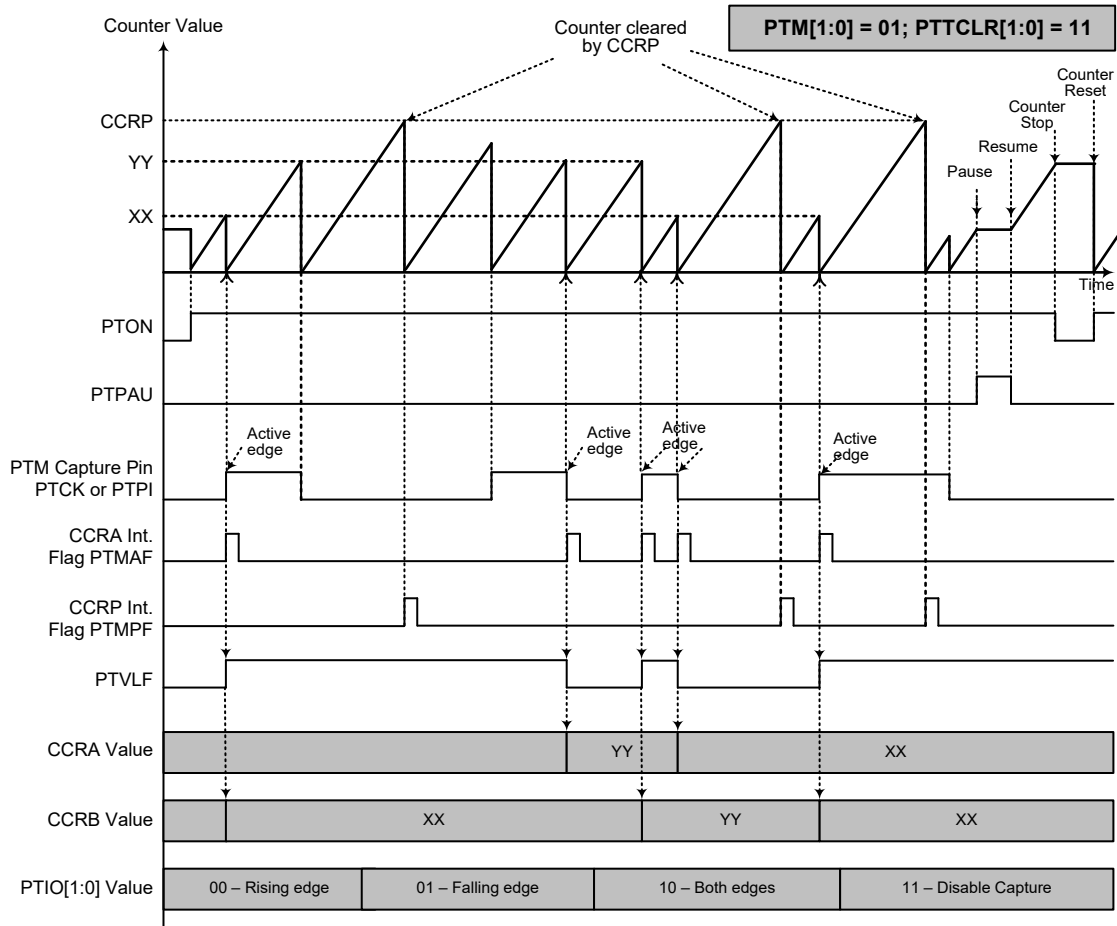 Counter Value
Counter cleared
by CCRP
PTM[1:0] = 01; PTTCLR[1:0] = 11
Counter
Reset
Counter
Stop
Resume
Pause
CCRP
YY
XX
Time
PTON
PTPAU
Active
edge
Active
edge
Active
edge
Active
edge
PTM Capture Pin
PTCK or PTPI
CCRA Int.
Flag PTMAF
CCRP Int.
Flag PTMPF
PTVLF
CCRA Value
YY
XX
CCRB Value
XX
YY
XX
PTIO[1:0] Value
00 – Rising edge
01 – Falling edge
10 – Both edges
11 – Disable Capture